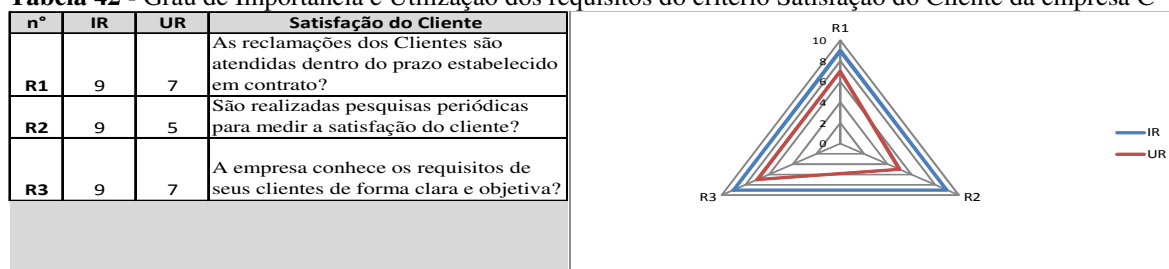 Tabela 42 - Grau de Importância e Utilização dos requisitos do critério Satisfação do Cliente da empresa C
n° IR UR Satisfação do Cliente
R1 9 7 As reclamações dos Clientes são
atendidas dentro do prazo estabelecido
em contrato?
R2 9 5 São realizadas pesquisas periódicas
para medir a satisfação do cliente?
R3 9 7 A empresa conhece os requisitos de
seus clientes de forma clara e objetiva?
R1
10
8
6
4
2
0
R3
R2
IR
UR